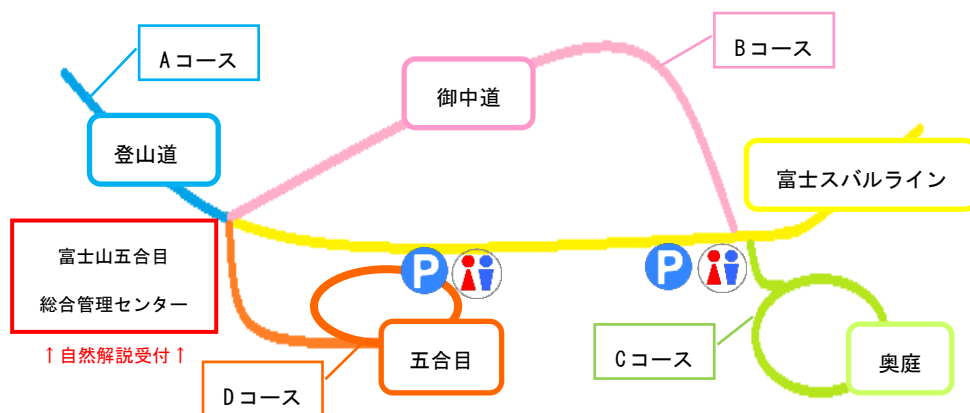 Aコース
Bコース
御中道
登山道
富士スバルライン
富士山五合目
総合管理センター
↑自然解説受付↑
P
P
Dコース
五合目
Cコース
奥庭